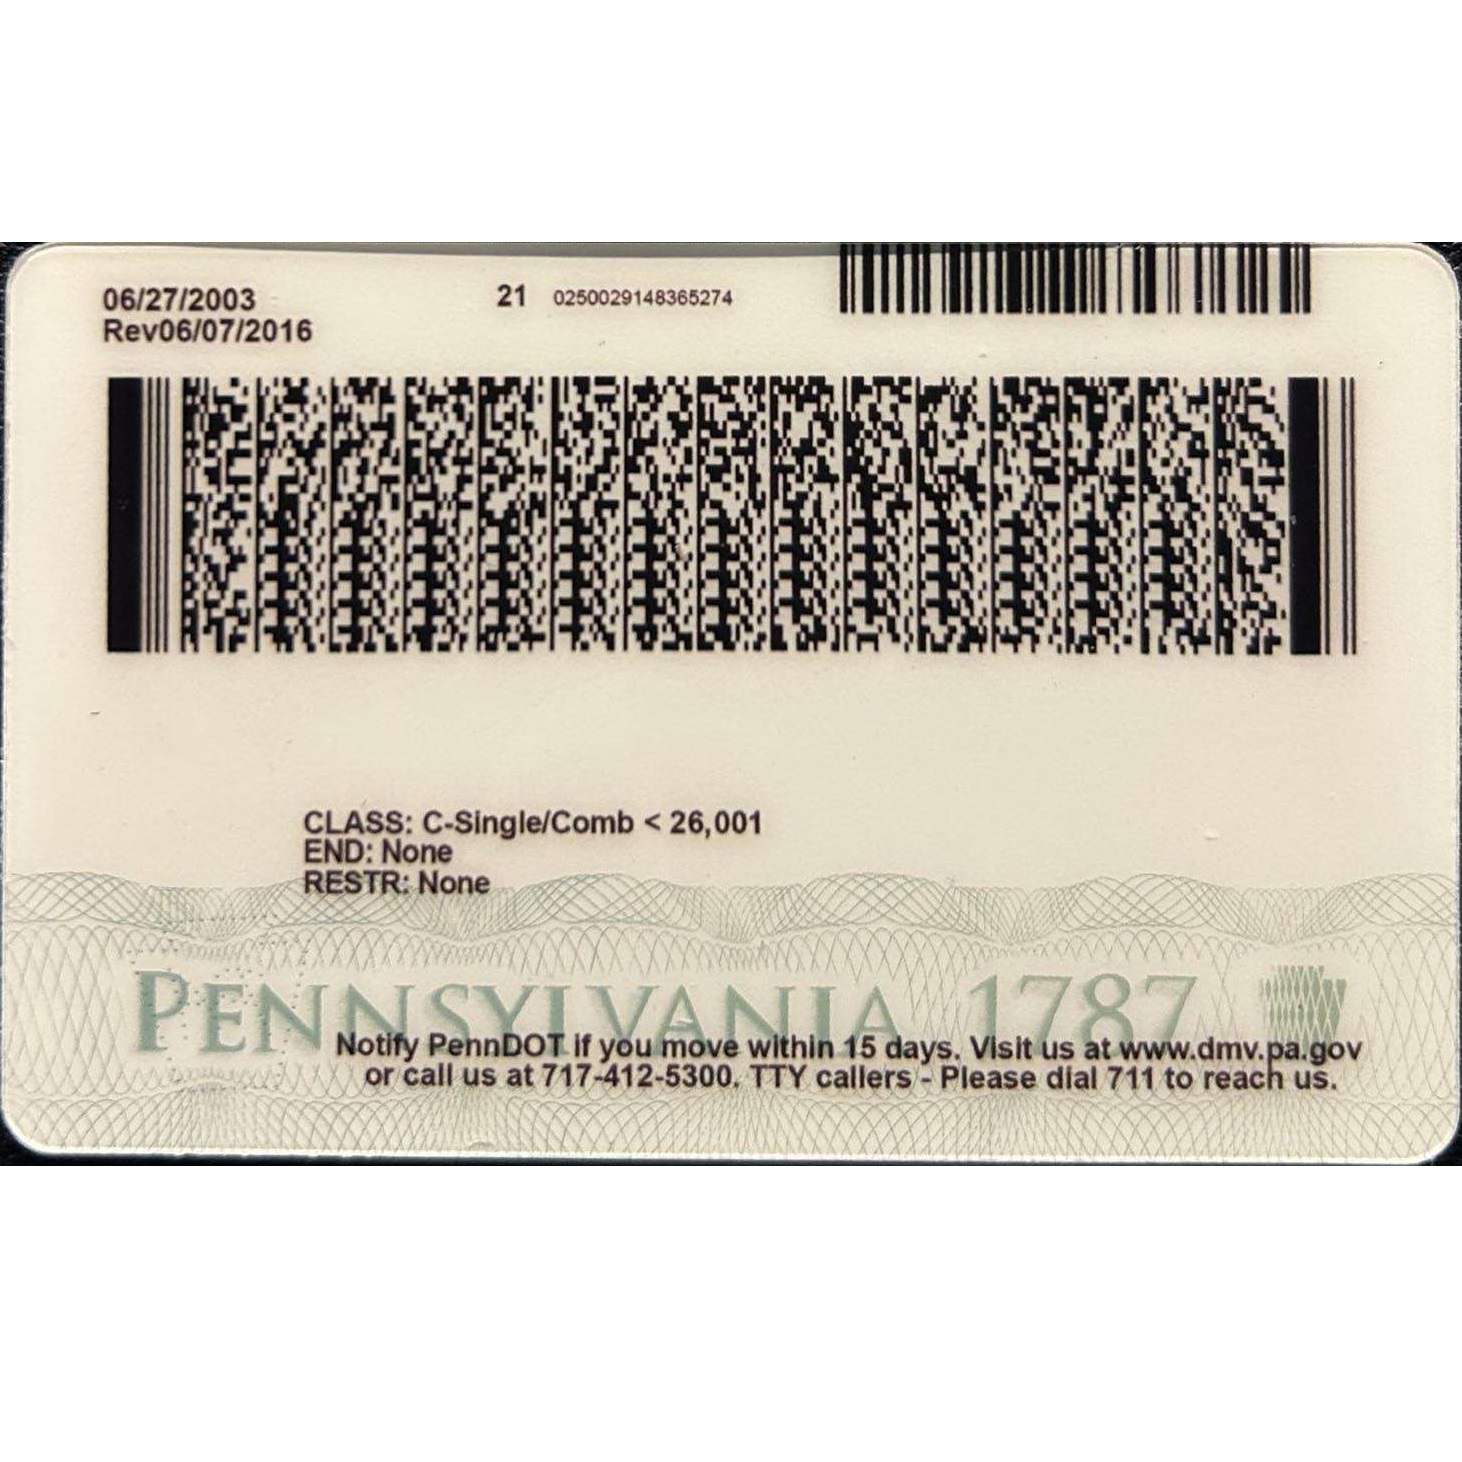 06/27/2003
Rev06/07/2016
21 0250029148365274
CLASS: C-Single/Comb < 26,001
END: None
RESTR: None
PENNSYLVANIA 1787
Notify PennDOT if you move within 15 days. Visit us at www.dmv.pa.gov
or call us at 717-412-5300. TTY callers - Please dial 711 to reach us.